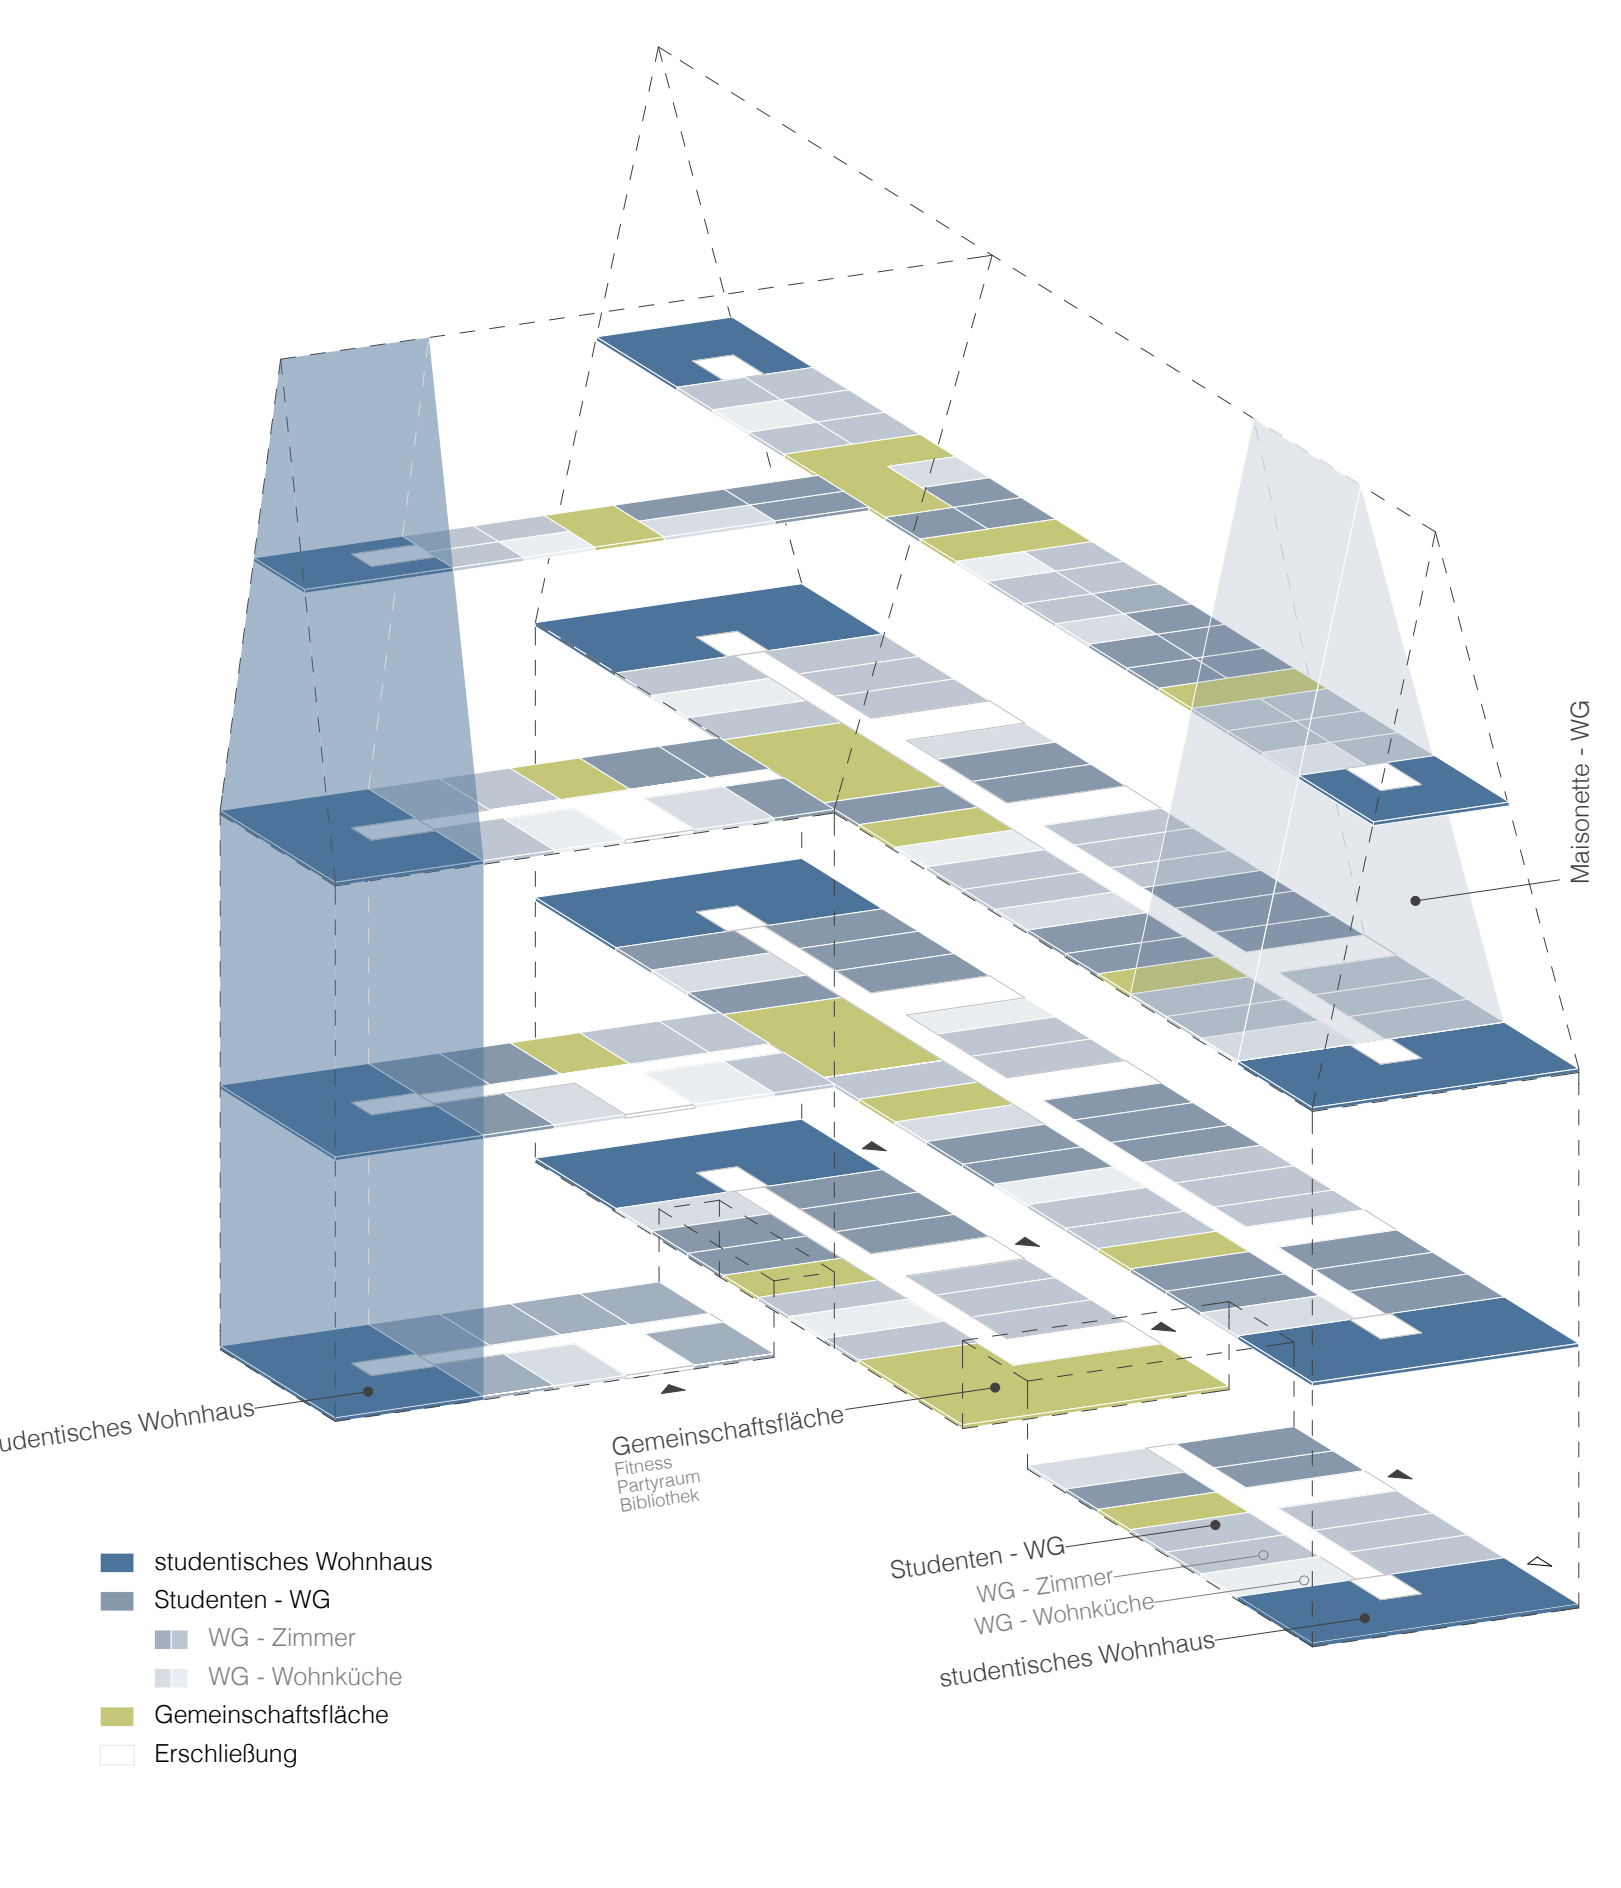 Maisonette - WG
udentisches Wohnhaus
Gemeinschaftsfläche
Fitness
Partyraum
Bibliothek
Studenten - WG
WG - Zimmer
WG - Wohnküche
studentisches Wohnhaus
studentisches Wohnhaus
Studenten - WG
WG - Zimmer
WG - Wohnküche
Gemeinschaftsfläche
Erschließung